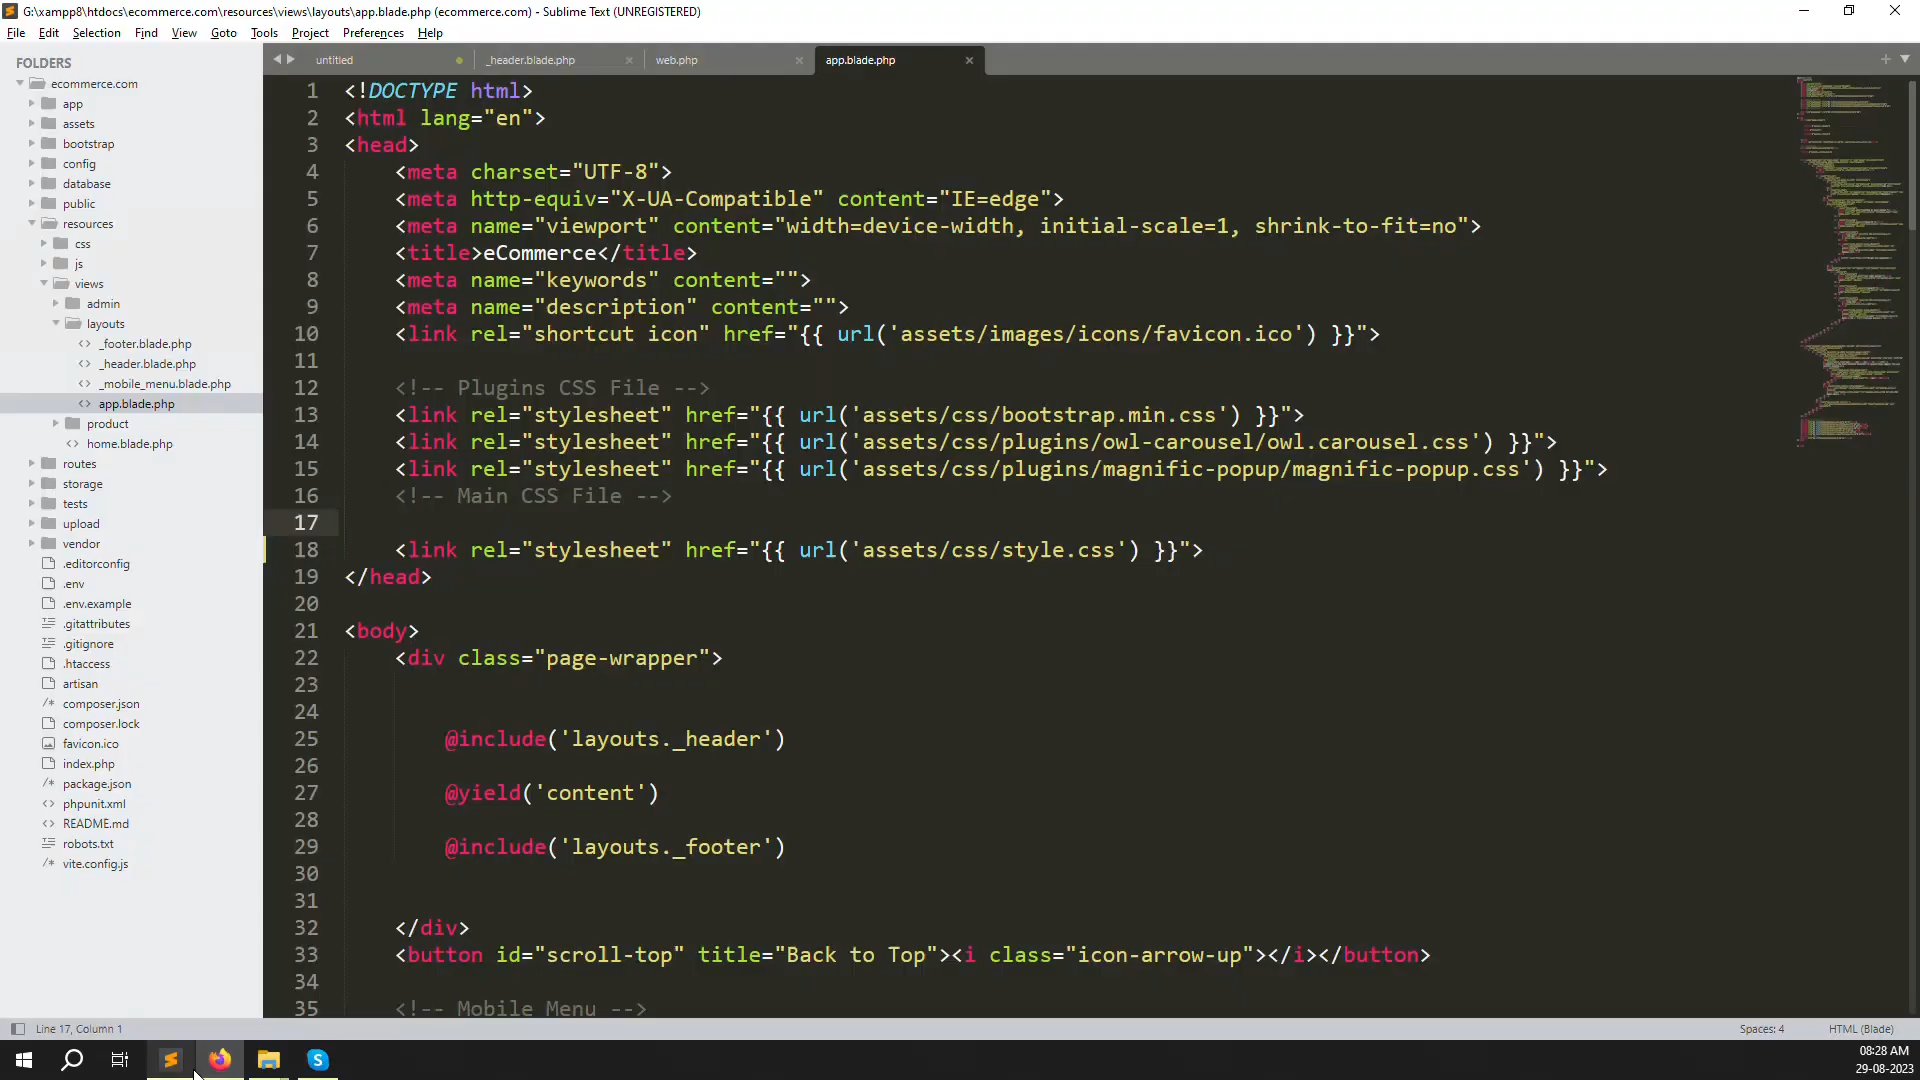 G:\xampp8\htdocs\ecommerce.com\resources\views\layouts\app.blade.php (ecommerce.com) - Sublime Text (UNREGISTERED)
File Edit Selection Find View Goto Tools Project Preferences Help
FOLDERS
ecommerce.com
app
assets
bootstrap
config
database
public
resources
css
js
views
admin
layouts
_footer.blade.php
_header.blade.php
_mobile_menu.blade.php
app.blade.php
product
home.blade.php
routes
storage
tests
upload
vendor
.editorconfig
.env
.env.example
.gitattributes
.gitignore
.htaccess
artisan
composer.json
composer.lock
favicon.ico
index.php
package.json
phpunit.xml
README.md
robots.txt
vite.config.js
untitled _header.blade.php web.php app.blade.php
1 <!DOCTYPE html>
2 <html lang="en">
3 <head>
4 <meta charset="UTF-8">
5 <meta http-equiv="X-UA-Compatible" content="IE=edge">
6 <meta name="viewport" content="width=device-width, initial-scale=1, shrink-to-fit=no">
7 <title>eCommerce</title>
8 <meta name="keywords" content="">
9 <meta name="description" content="">
10 <link rel="shortcut icon" href="{{ url('assets/images/icons/favicon.ico') }}">
11
12 <!-- Plugins CSS File -->
13 <link rel="stylesheet" href="{{ url('assets/css/bootstrap.min.css') }}">
14 <link rel="stylesheet" href="{{ url('assets/css/plugins/owl-carousel/owl.carousel.css') }}">
15 <link rel="stylesheet" href="{{ url('assets/css/plugins/magnific-popup/magnific-popup.css') }}">
16 <!-- Main CSS File -->
17
18 <link rel="stylesheet" href="{{ url('assets/css/style.css') }}">
19 </head>
20
21 <body>
22 <div class="page-wrapper">
23
24
25 @include('layouts._header')
26
27 @yield('content')
28
29 @include('layouts._footer')
30
31
32 </div>
33 <button id="scroll-top" title="Back to Top"><i class="icon-arrow-up"></i></button>
34
35 <!-- Mobile Menu -->
Line 17, Column 1
Spaces: 4
HTML (Blade)
08:28 AM
29-08-2023